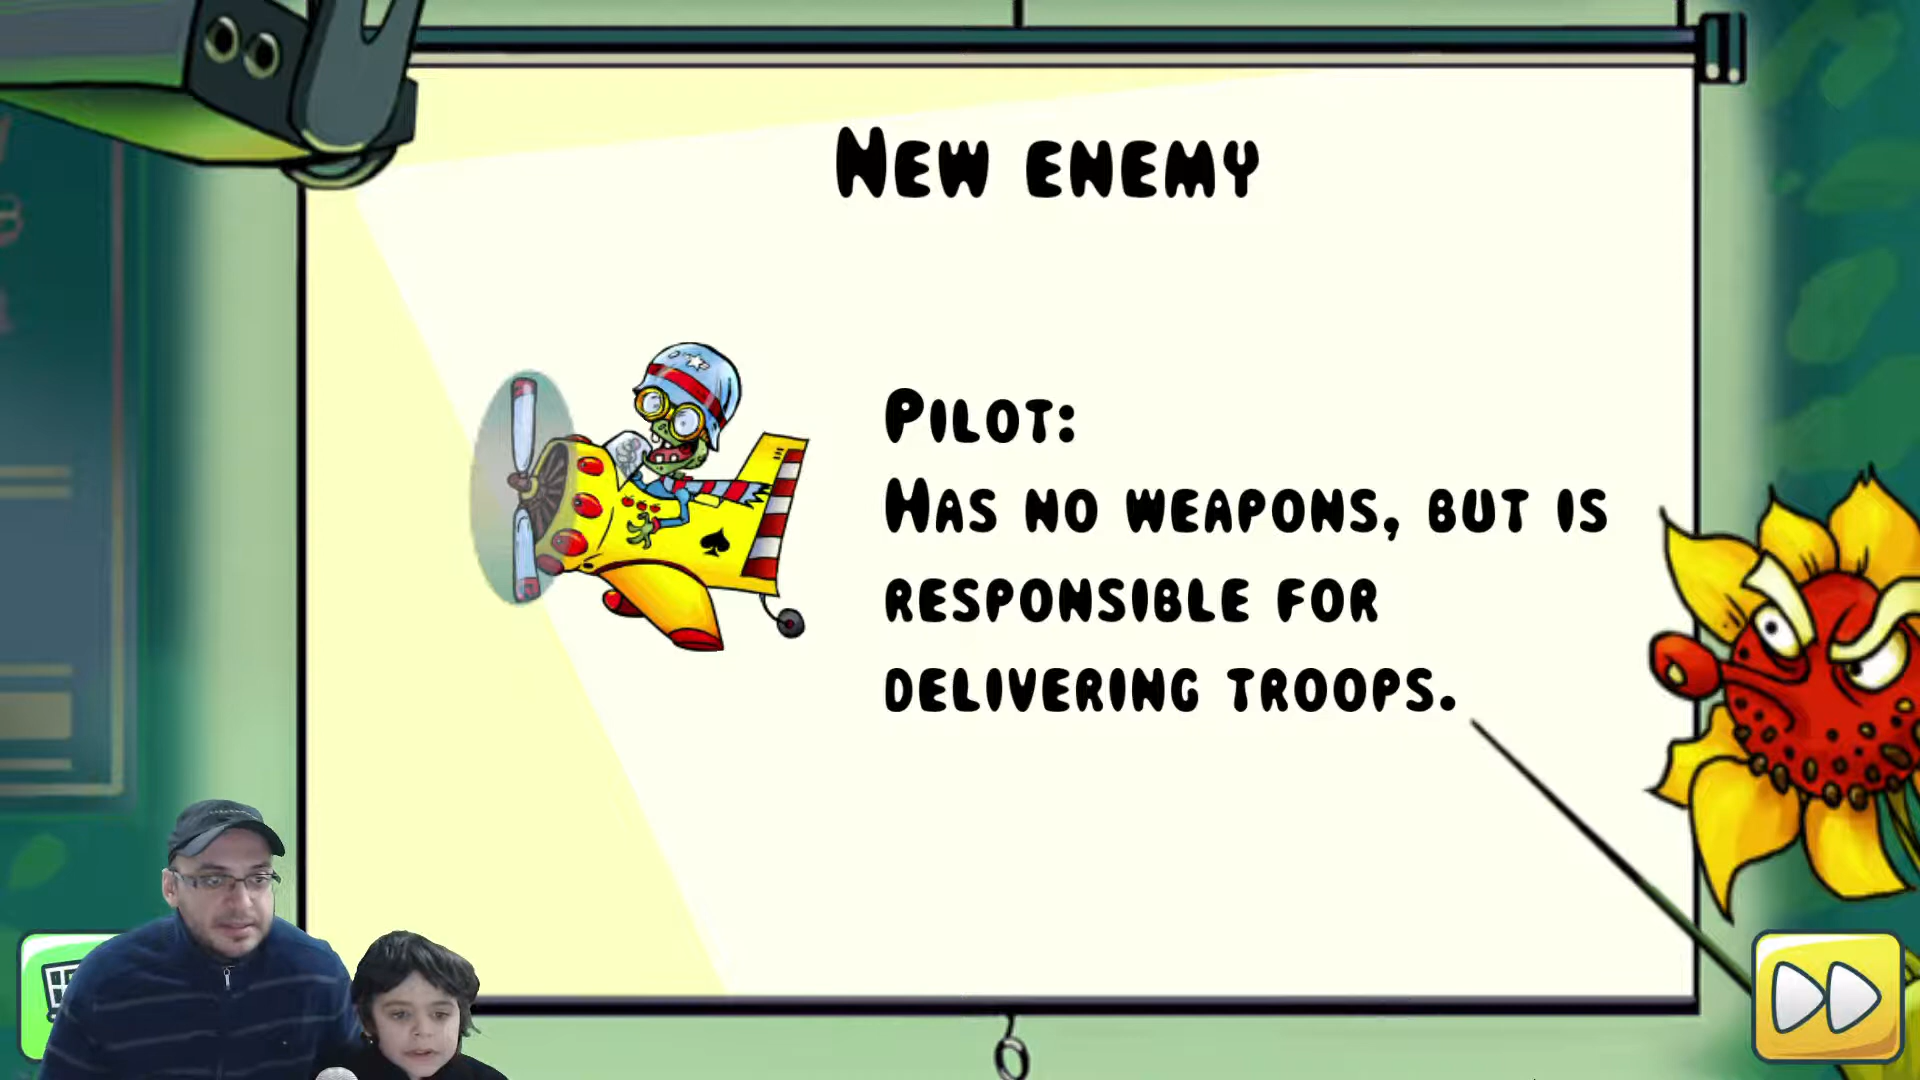 New enemy
Pilot:
Has no weapons, but is
responsible for
delivering troops.